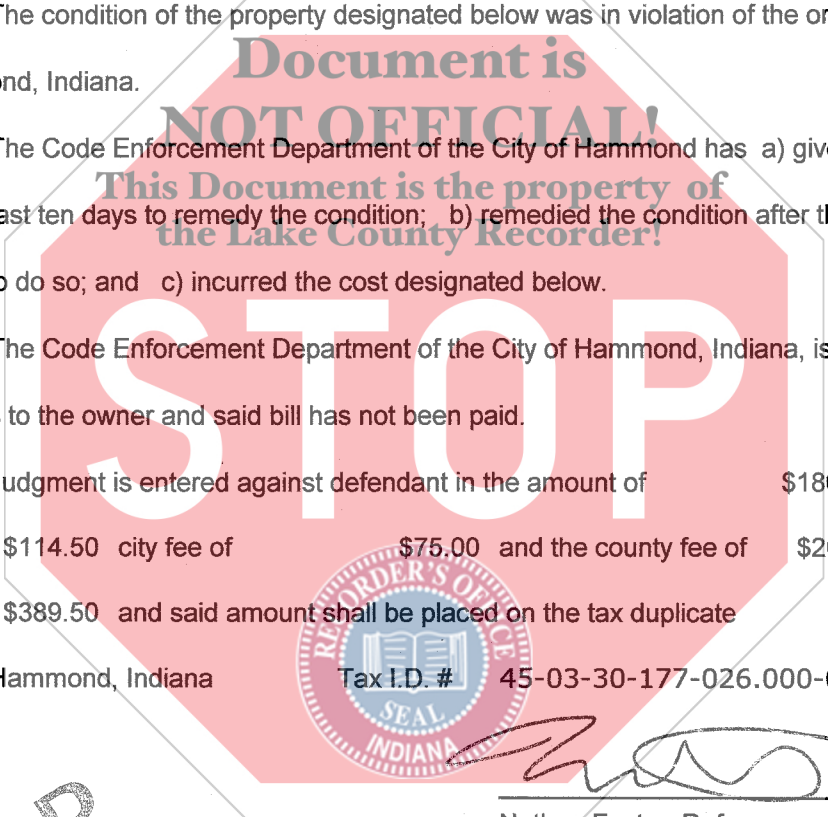 The condition of the property designated below was in violation of the or
Document is
ond, Indiana.
NOT OFFICIAL!
The Code Enforcement Department of the City of Hammond has a) give
This Document is the property of
ast ten days to remedy the condition; b) remedied the condition after th
the Lake County Recorder!
o do so; and c) incurred the cost designated below.
STOP
The Code Enforcement Department of the City of Hammond, Indiana, is
to the owner and said bill has not been paid.
udgment is entered against defendant in the amount of $180
$114.50 city fee of $75.00 and the county fee of $20
$389.50 and said amount shall be placed on the tax duplicate
Hammond, Indiana Tax I.D. # 45-03-30-177-026.000-0
RECORDER'S OFFICE
SEAL
INDIANA